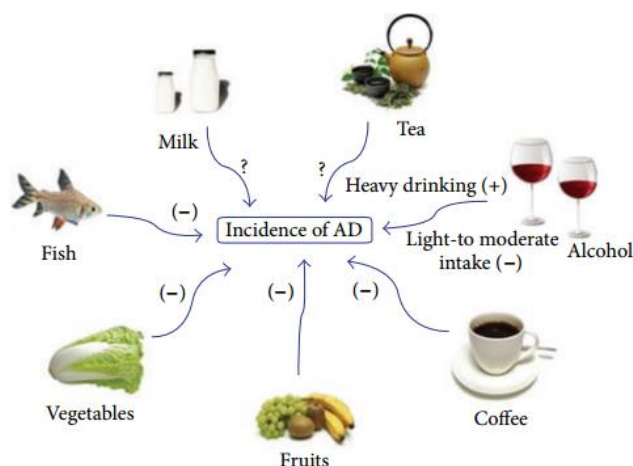 Milk
Tea
?
?
Heavy drinking (+)
(−)
Incidence of AD
Fish
Light-to moderate
intake (−)
Alcohol
(−)
(−)
(−)
Vegetables
Coffee
Fruits